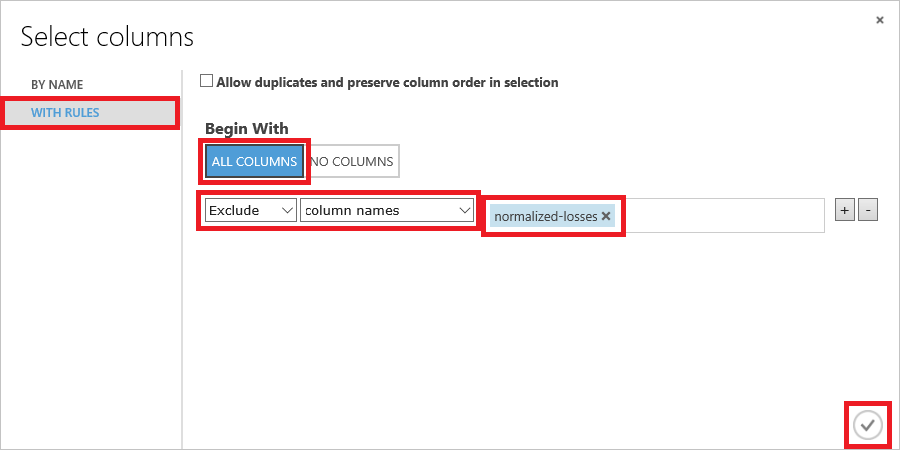 Select columns
BY NAME
WITH RULES
Allow duplicates and preserve column order in selection
Begin With
ALL COLUMNS NO COLUMNS
Exclude column names normalized-losses × + -